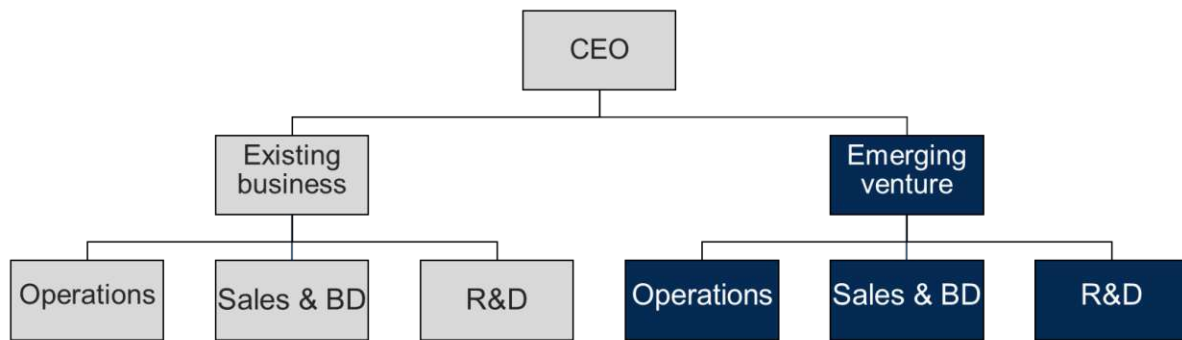 CEO
Existing
business
Emerging
venture
Operations
Sales & BD
R&D
Operations
Sales & BD
R&D